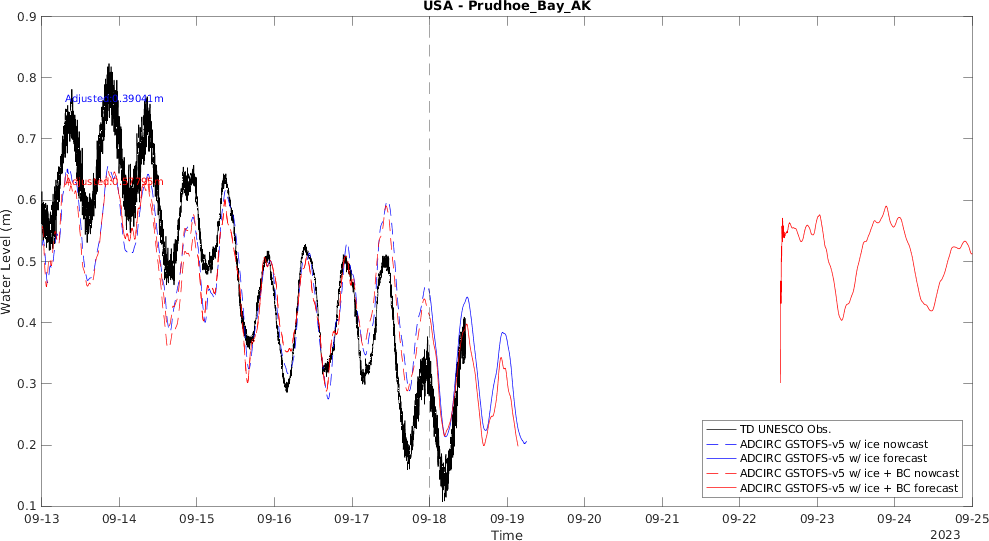 USA - Prudhoe_Bay_AK
0.9
0.8
0.7
0.6
0.5
0.4
0.3
0.2
0.1
Water Level (m)
Adjusted:0.39041m
TD UNESCO Obs.
ADCIRC GSTOFS-v5 w/ ice nowcast
ADCIRC GSTOFS-v5 w/ ice forecast
ADCIRC GSTOFS-v5 w/ ice + BC nowcast
ADCIRC GSTOFS-v5 w/ ice + BC forecast
09-13 09-14 09-15 09-16 09-17 09-18 09-19 09-20 09-21 09-22 09-23 09-24 09-25
Time
2023